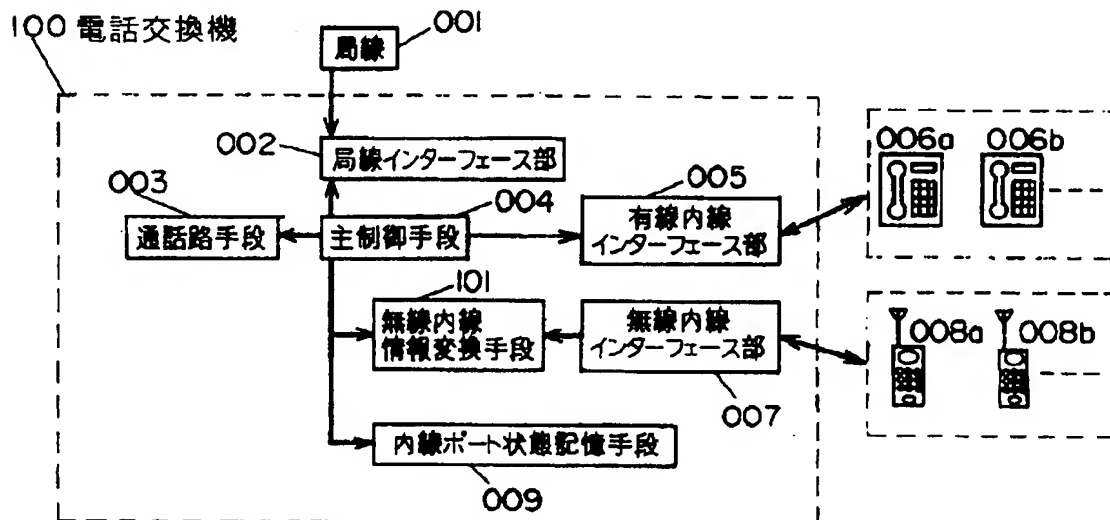 100 電話交換機
001
局線
002
局線インターフェース部
003
通話路手段
004
主制御手段
005
有線内線
インターフェース部
006a
006b
101
無線内線
情報変換手段
無線内線
インターフェース部
007
008a
008b
内線ポート状態記憶手段
009